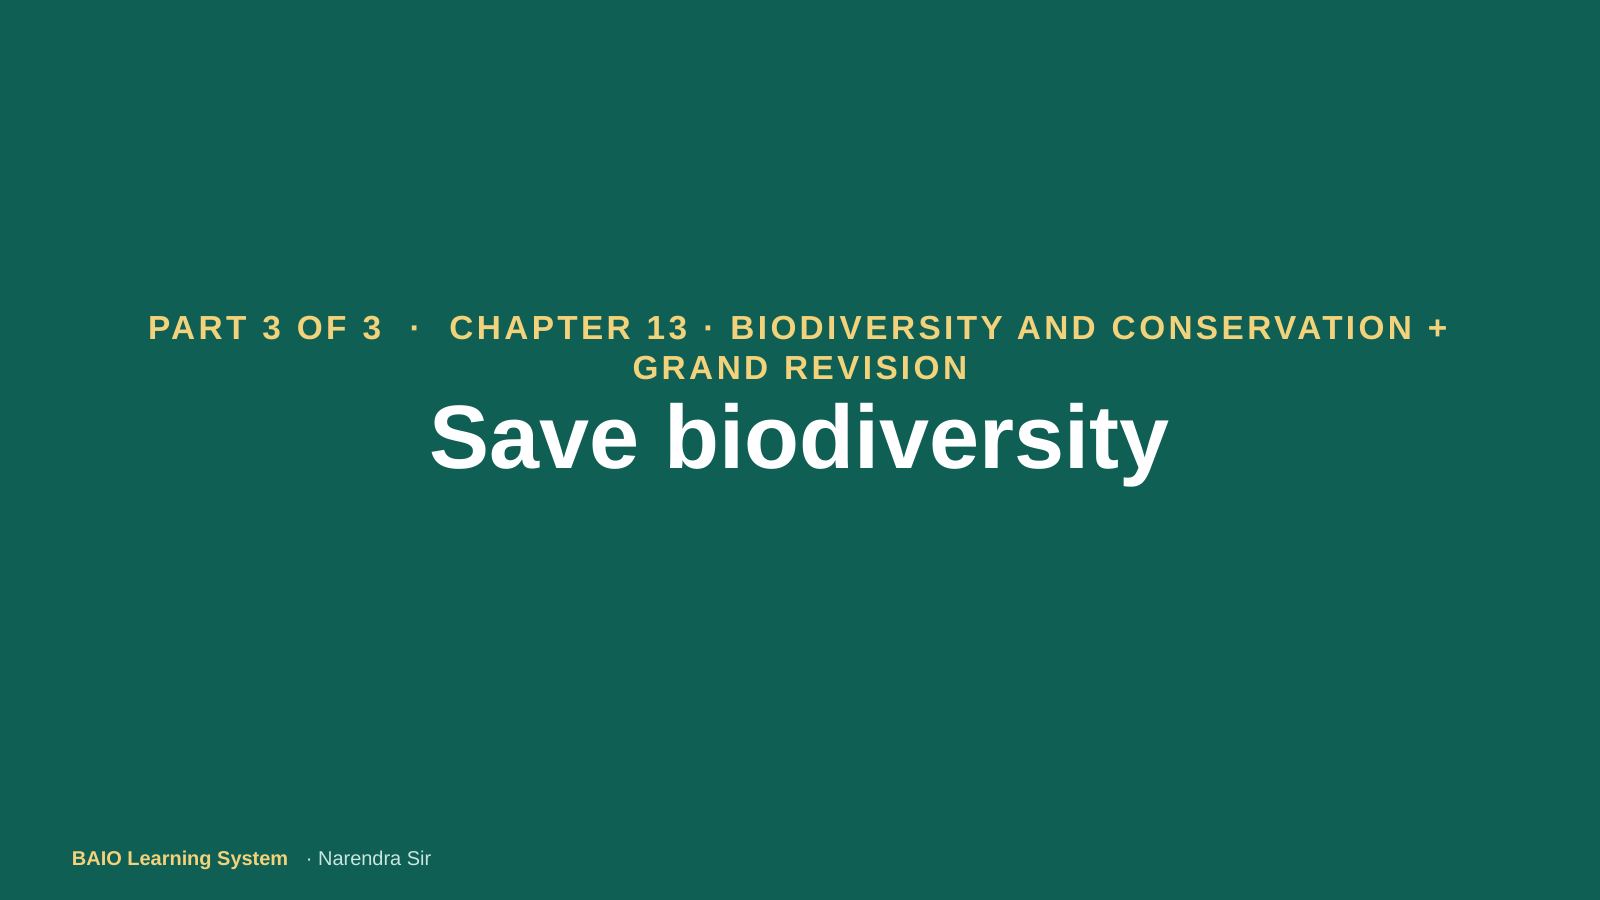 PART 3 OF 3 · CHAPTER 13 · BIODIVERSITY AND CONSERVATION +
GRAND REVISION
Save biodiversity
BAIO Learning System · Narendra Sir